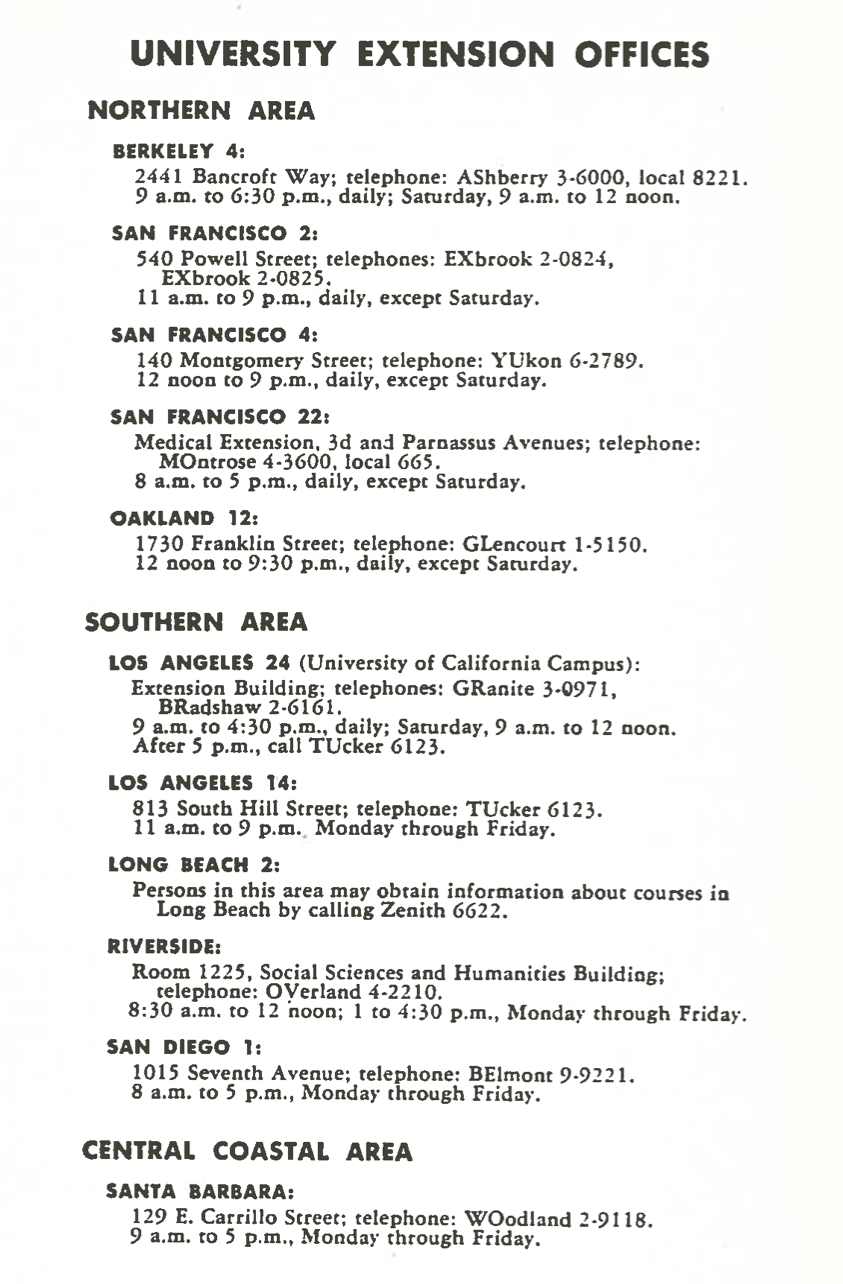 UNIVERSITY EXTENSION OFFICES
NORTHERN AREA
BERKELEY 4:
2441 Bancroft Way; telephone: AShberry 3-6000, local 8221.
9 a.m. to 6:30 p.m., daily; Saturday, 9 a.m. to 12 noon.
SAN FRANCISCO 2:
540 Powell Street; telephones: EXbrook 2-0824,
EXbrook 2-0825.
11 a.m. to 9 p.m., daily, except Saturday.
SAN FRANCISCO 4:
140 Montgomery Street; telephone: YUkon 6-2789.
12 noon to 9 p.m., daily, except Saturday.
SAN FRANCISCO 22:
Medical Extension, 3d and Parnassus Avenues; telephone:
MOntrose 4-3600, local 665.
8 a.m. to 5 p.m., daily, except Saturday.
OAKLAND 12:
1730 Franklin Street; telephone: GLencourt 1-5150.
12 noon to 9:30 p.m., daily, except Saturday.
SOUTHERN AREA
LOS ANGELES 24 (University of California Campus):
Extension Building; telephones: GRanite 3-0971,
BRadshaw 2-6161.
9 a.m. to 4:30 p.m., daily; Saturday, 9 a.m. to 12 noon.
After 5 p.m., call TUcker 6123.
LOS ANGELES 14:
813 South Hill Street; telephone: TUcker 6123.
11 a.m. to 9 p.m. Monday through Friday.
LONG BEACH 2:
Persons in this area may obtain information about courses in
Long Beach by calling Zenith 6622.
RIVERSIDE:
Room 1225, Social Sciences and Humanities Building;
telephone: OVerland 4-2210.
8:30 a.m. to 12 noon; 1 to 4:30 p.m., Monday through Friday.
SAN DIEGO 1:
1015 Seventh Avenue; telephone: BElmont 9-9221.
8 a.m. to 5 p.m., Monday through Friday.
CENTRAL COASTAL AREA
SANTA BARBARA:
129 E. Carrillo Street; telephone: WOodland 2-9118.
9 a.m. to 5 p.m., Monday through Friday.